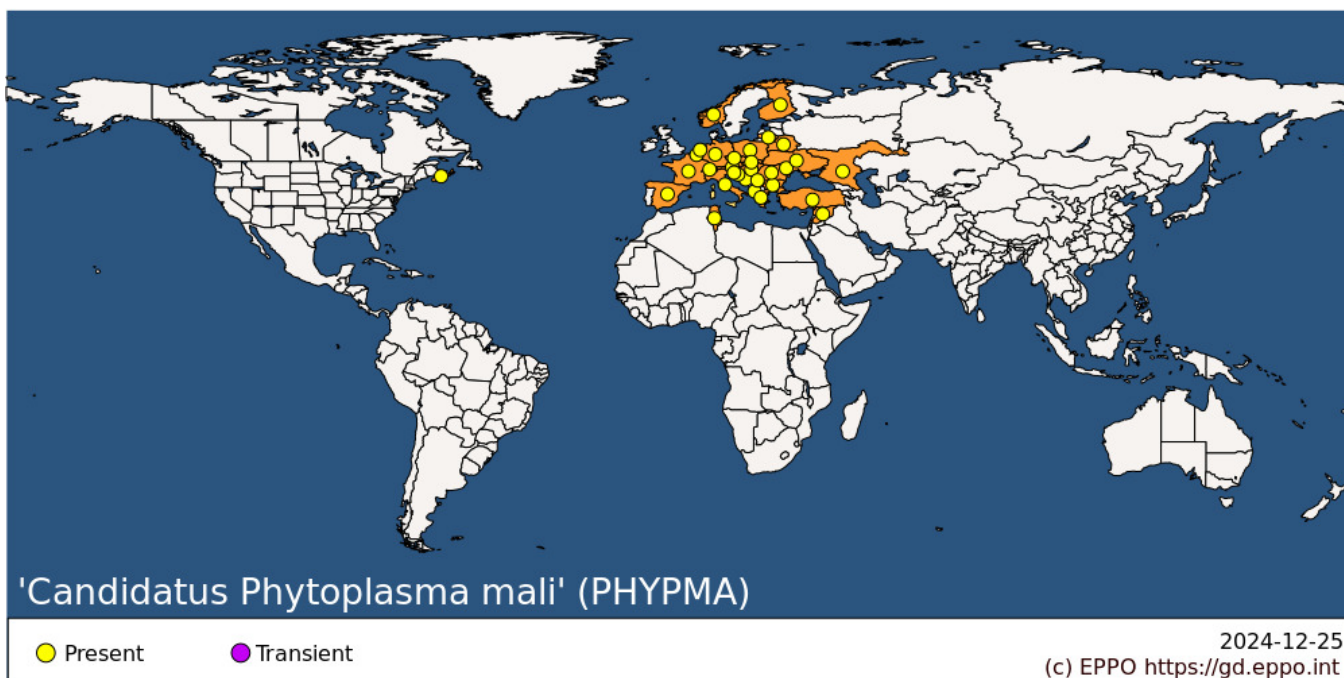 'Candidatus Phytoplasma mali' (PHYPMA)
Present
Transient
2024-12-25
(c) EPPO https://gd.eppo.int